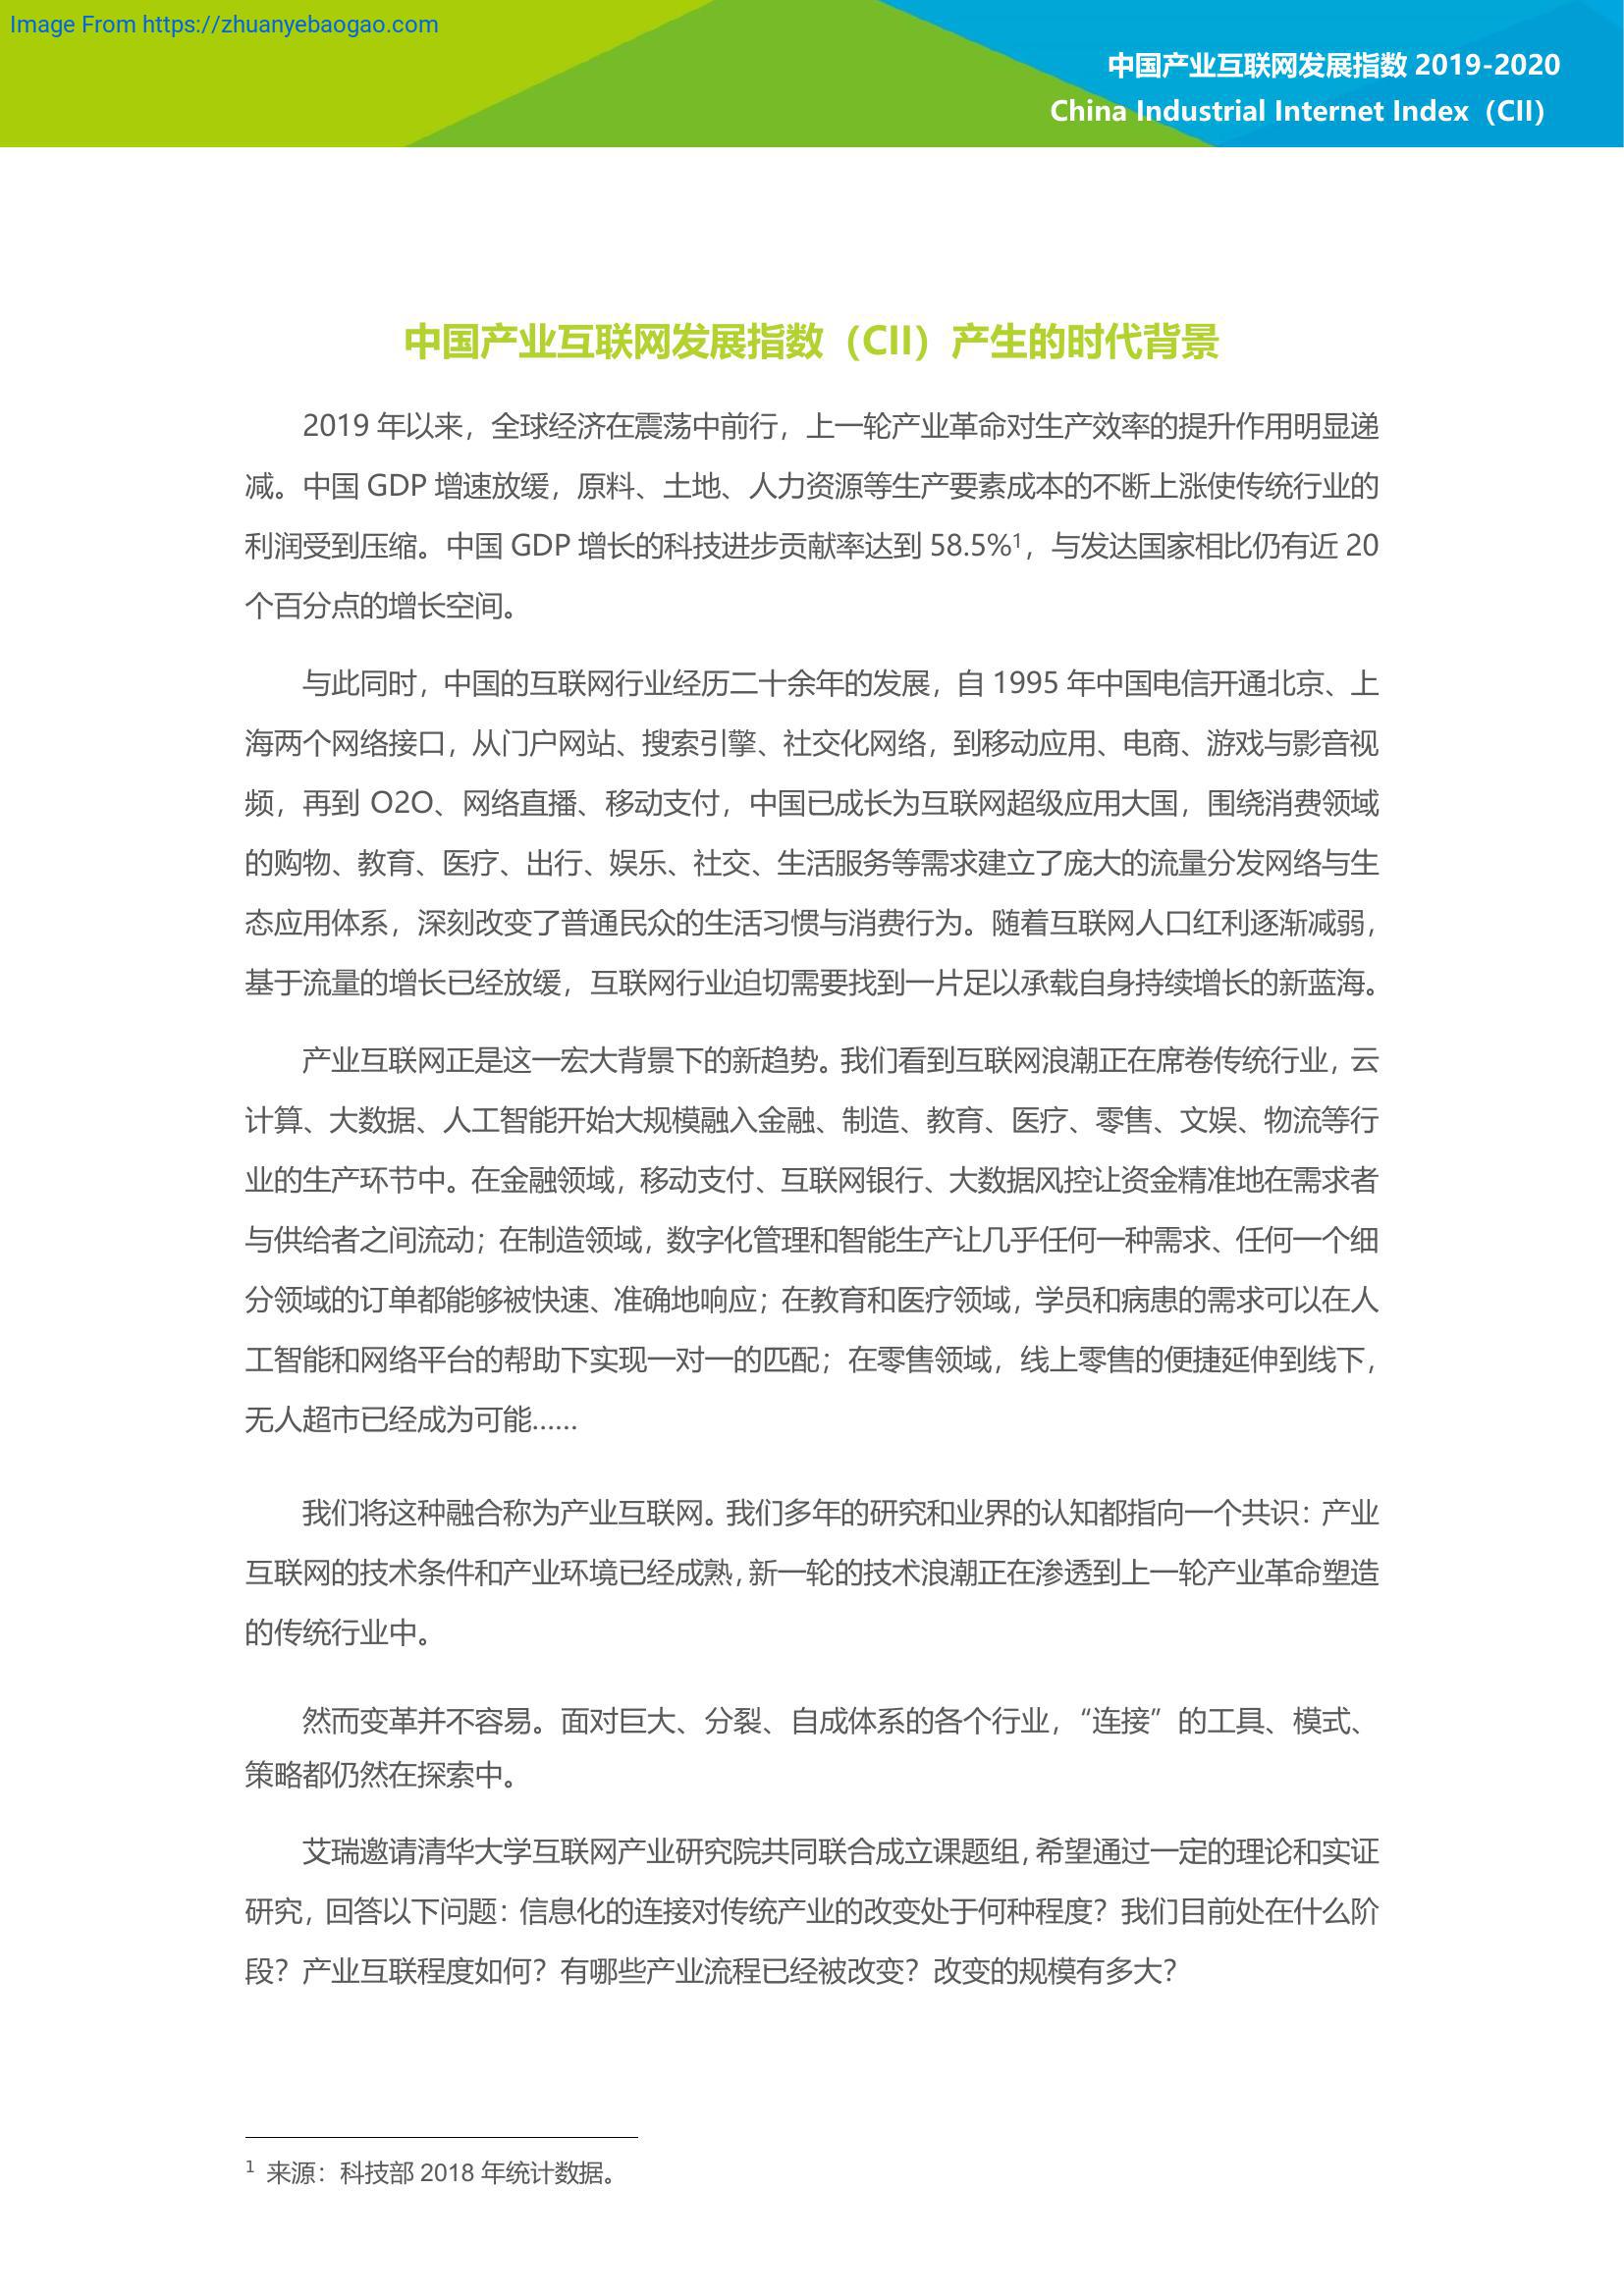 Image From https://zhuanyebaogao.com
中国产业互联网发展指数 2019-2020
China Industrial Internet Index（CII）
中国产业互联网发展指数（CII）产生的时代背景
2019 年以来，全球经济在震荡中前行，上一轮产业革命对生产效率的提升作用明显递
减。中国 GDP 增速放缓，原料、土地、人力资源等生产要素成本的不断上涨使传统行业的
利润受到压缩。中国 GDP 增长的科技进步贡献率达到 58.5%¹，与发达国家相比仍有近 20
个百分点的增长空间。
与此同时，中国的互联网行业经历二十余年的发展，自 1995 年中国电信开通北京、上
海两个网络接口，从门户网站、搜索引擎、社交化网络，到移动应用、电商、游戏与影音视
频，再到 O2O、网络直播、移动支付，中国已成长为互联网超级应用大国，围绕消费领域
的购物、教育、医疗、出行、娱乐、社交、生活服务等需求建立了庞大的流量分发网络与生
态应用体系，深刻改变了普通民众的生活习惯与消费行为。随着互联网人口红利逐渐减弱，
基于流量的增长已经放缓，互联网行业迫切需要找到一片足以承载自身持续增长的新蓝海。
产业互联网正是这一宏大背景下的新趋势。我们看到互联网浪潮正在席卷传统行业，云
计算、大数据、人工智能开始大规模融入金融、制造、教育、医疗、零售、文娱、物流等行
业的生产环节中。在金融领域，移动支付、互联网银行、大数据风控让资金精准地在需求者
与供给者之间流动；在制造领域，数字化管理和智能生产让几乎任何一种需求、任何一个细
分领域的订单都能够被快速、准确地响应；在教育和医疗领域，学员和病患的需求可以在人
工智能和网络平台的帮助下实现一对一的匹配；在零售领域，线上零售的便捷延伸到线下，
无人超市已经成为可能......
我们将这种融合称为产业互联网。我们多年的研究和业界的认知都指向一个共识：产业
互联网的技术条件和产业环境已经成熟，新一轮的技术浪潮正在渗透到上一轮产业革命塑造
的传统行业中。
然而变革并不容易。面对巨大、分裂、自成体系的各个行业，“连接”的工具、模式、
策略都仍然在探索中。
艾瑞邀请清华大学互联网产业研究院共同联合成立课题组，希望通过一定的理论和实证
研究，回答以下问题：信息化的连接对传统产业的改变处于何种程度？我们目前处在什么阶
段？产业互联程度如何？有哪些产业流程已经被改变？改变的规模有多大？
¹ 来源：科技部 2018 年统计数据。